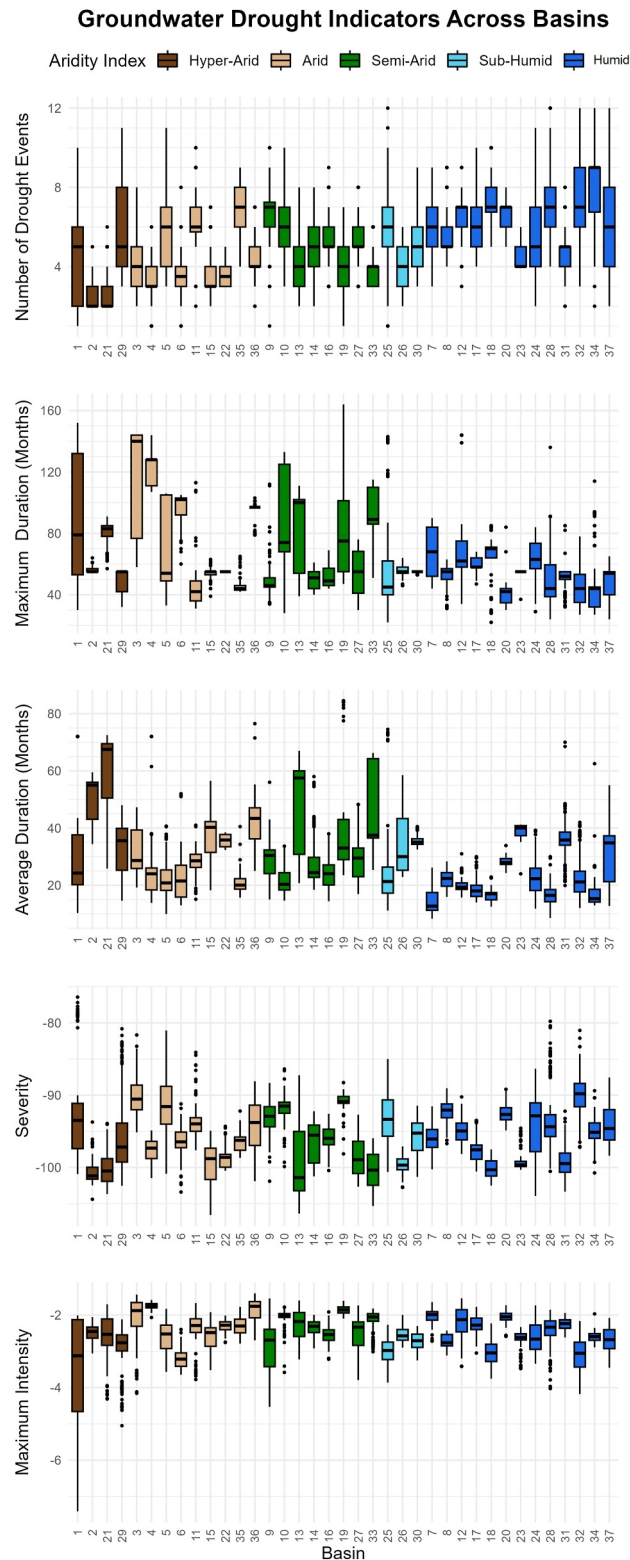 Groundwater Drought Indicators Across Basins
Aridity Index Hyper-Arid Arid Semi-Arid Sub-Humid Humid
Number of Drought Events
12
8
4
1 2 21 29 3 4 5 6 11 15 22 35 36 9 10 13 14 16 19 27 33 25 26 30 7 8 12 17 18 20 23 24 28 31 32 34 37
Maximum Duration (Months)
160
120
80
40
1 2 21 29 3 4 5 6 11 15 22 35 36 9 10 13 14 16 19 27 33 25 26 30 7 8 12 17 18 20 23 24 28 31 32 34 37
Average Duration (Months)
80
60
40
20
1 2 21 29 3 4 5 6 11 15 22 35 36 9 10 13 14 16 19 27 33 25 26 30 7 8 12 17 18 20 23 24 28 31 32 34 37
Severity
-80
-90
-100
1 2 21 29 3 4 5 6 11 15 22 35 36 9 10 13 14 16 19 27 33 25 26 30 7 8 12 17 18 20 23 24 28 31 32 34 37
Maximum Intensity
-2
-4
-6
1 2 21 29 3 4 5 6 11 15 22 35 36 9 10 13 14 16 19 27 33 25 26 30 7 8 12 17 18 20 23 24 28 31 32 34 37
Basin